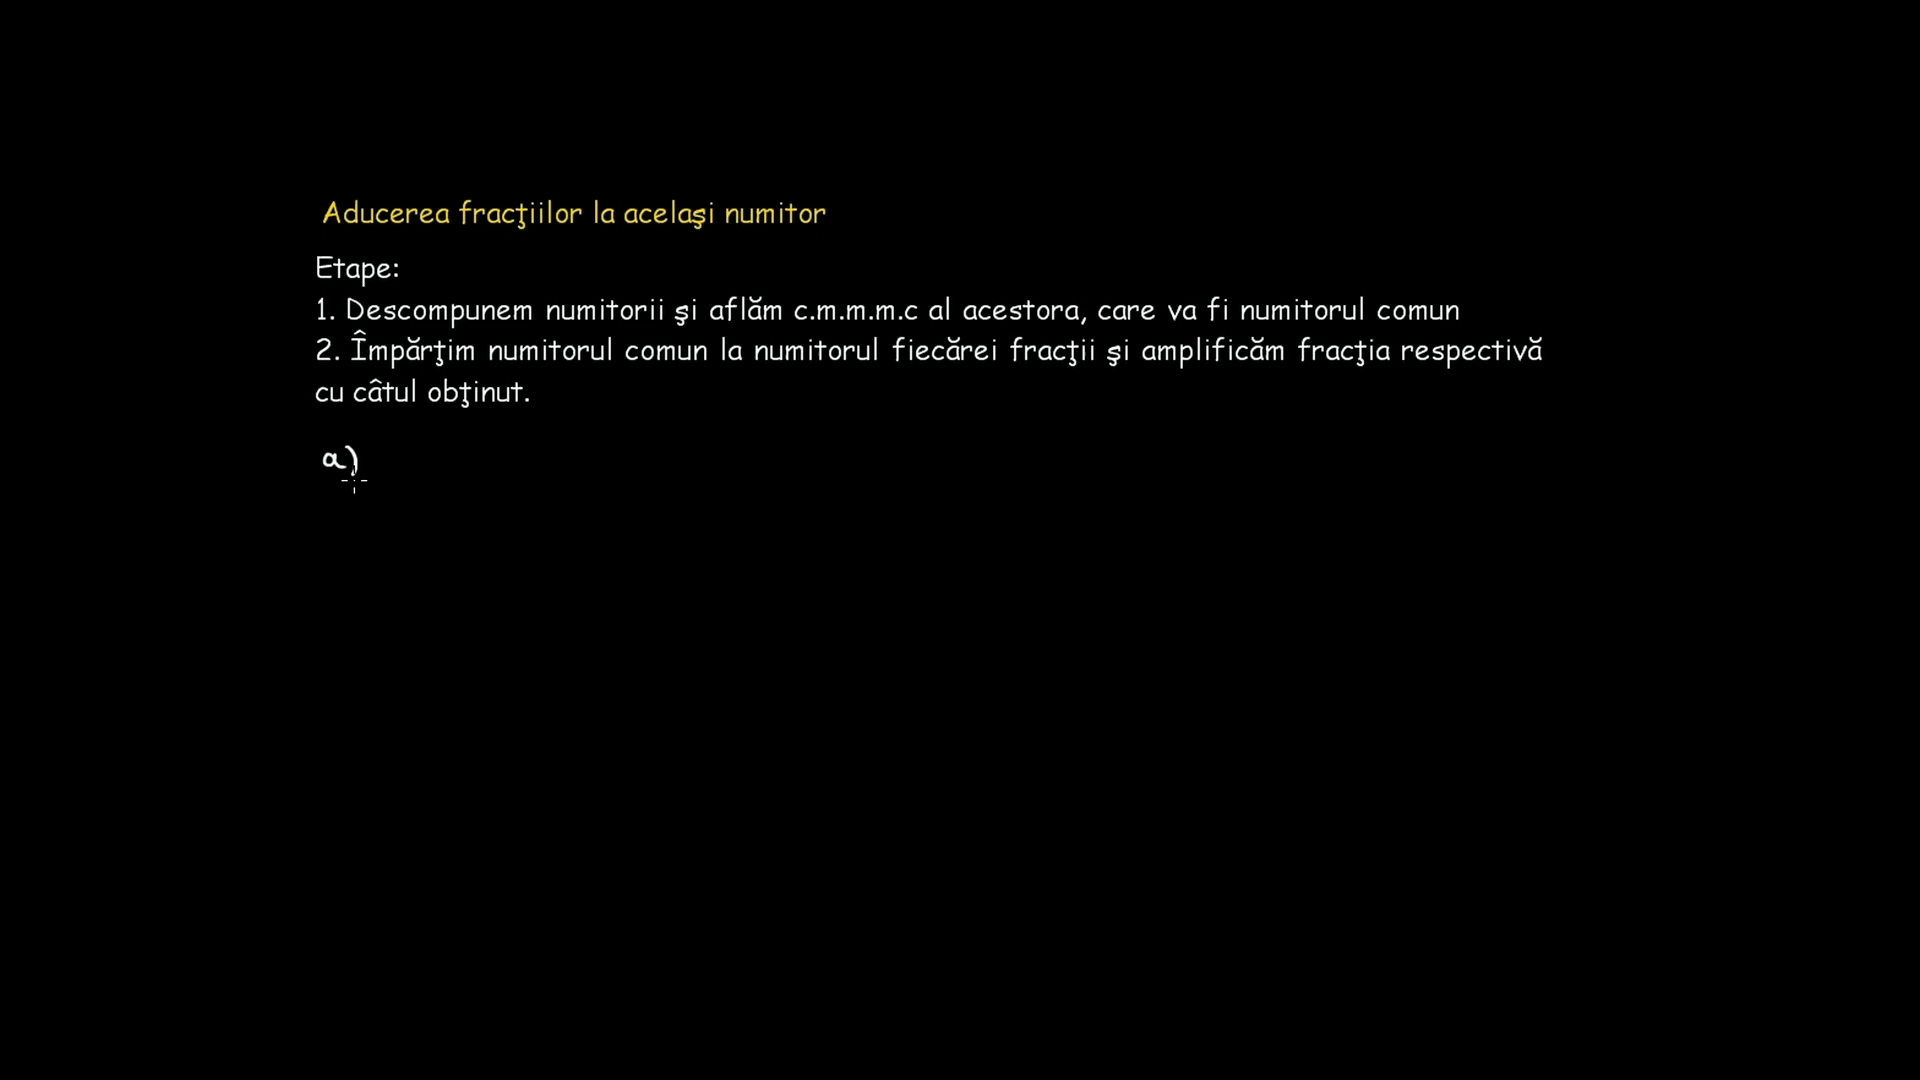 Aducerea fracţiilor la acelaşi numitor
Etape:
1. Descompunem numitorii şi aflăm c.m.m.m.c al acestora, care va fi numitorul comun
2. Împărţim numitorul comun la numitorul fiecărei fracţii şi amplificăm fracţia respectivă
cu câtul obţinut.
a)